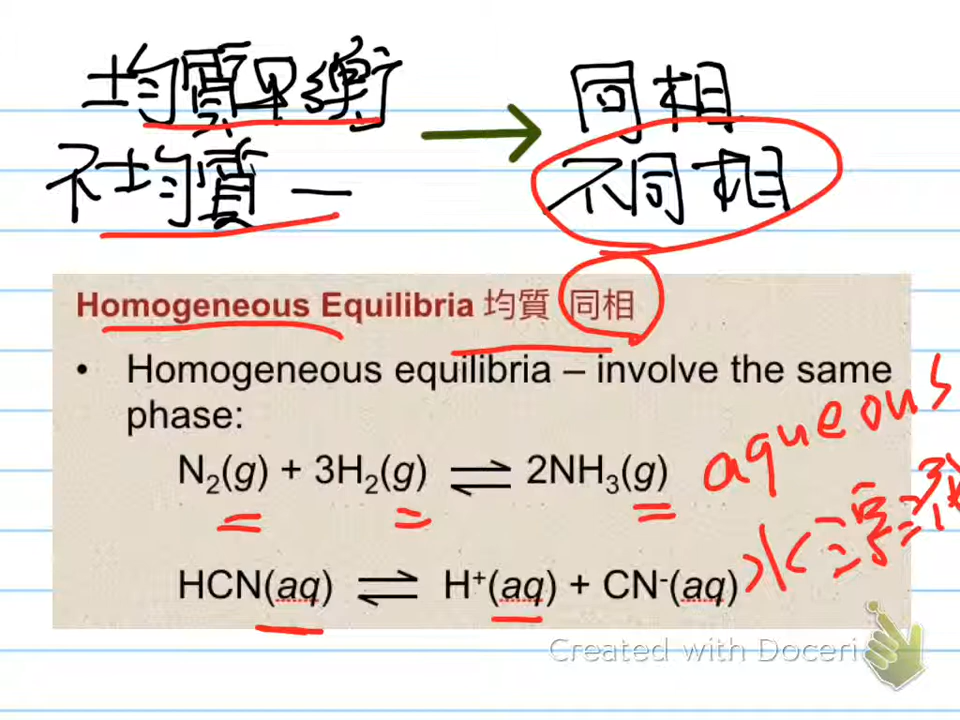 均質平衡 → 同相
不均質 — 不同相
Homogeneous Equilibria 均質 同相
• Homogeneous equilibria – involve the same
phase:
N₂(g) + 3H₂(g) ⇌ 2NH₃(g)
aqueous
HCN(aq) ⇌ H⁺(aq) + CN⁻(aq)
水溶液
Created with Doceri